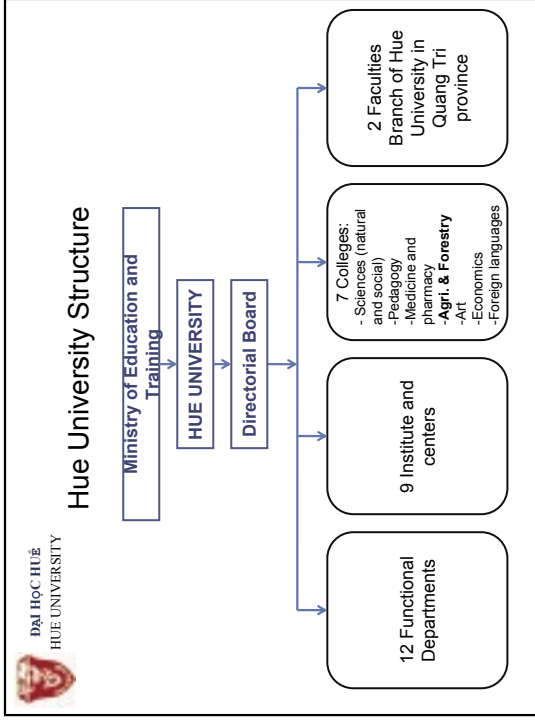 ĐẠI HỌC HUẾ
HUE UNIVERSITY
Hue University Structure
Ministry of Education and
Training
HUE UNIVERSITY
Directorial Board
12 Functional
Departments
9 Institute and
centers
7 Colleges:
- Sciences (natural
and social)
-Pedagogy
-Medicine and
pharmacy
-Agri. & Forestry
-Art
-Economics
-Foreign languages
2 Faculties
Branch of Hue
University in
Quang Tri
province